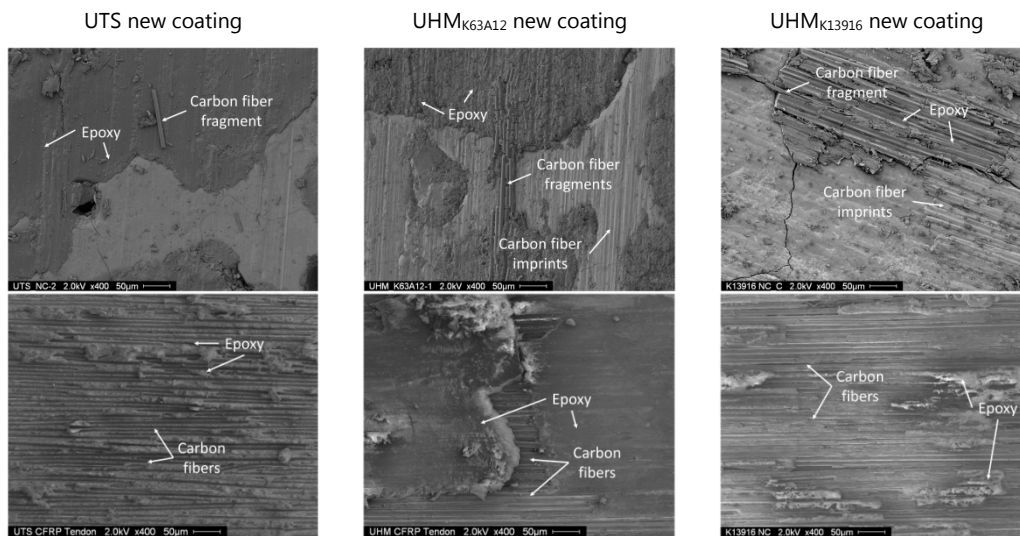 UTS new coating
UHMK63A12 new coating
UHMK13916 new coating
Carbon fiber
fragment
Epoxy
UTS NC-2 2.0kV x400 50µm
Epoxy
Carbon fiber
fragments
Carbon fiber
imprints
UHM K63A12-1 2.0kV x400 50µm
Carbon fiber
fragment
Epoxy
Carbon fiber
imprints
K13916 NC C 2.0kV x400 50µm
Epoxy
Carbon
fibers
UTS CFRP Tendon 2.0kV x400 50µm
Epoxy
Carbon
fibers
UHM CFRP Tendon 2.0kV x400 50µm
Carbon
fibers
Epoxy
K13916 NC 2.0kV x400 50µm